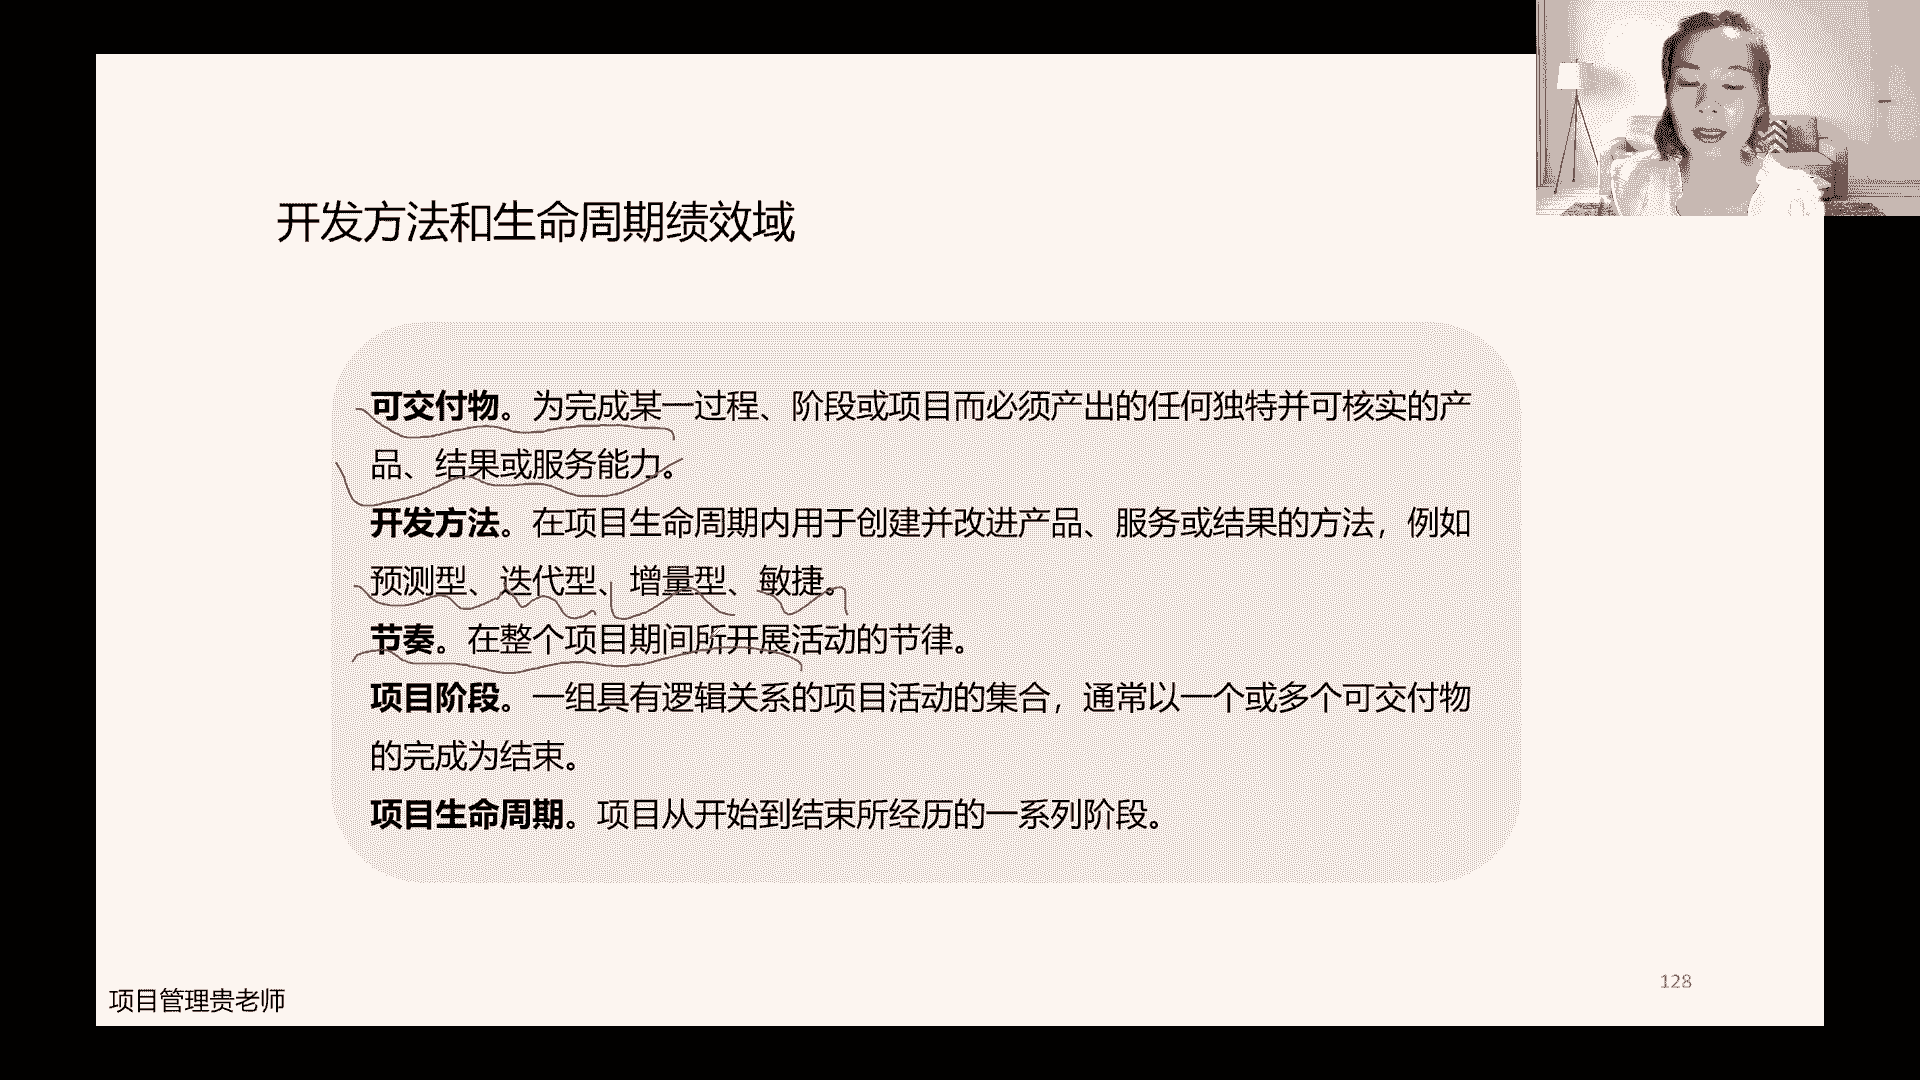 开发方法和生命周期绩效域
可交付物。为完成某一过程、阶段或项目而必须产出的任何独特并可核实的产
品、结果或服务能力。
开发方法。在项目生命周期内用于创建并改进产品、服务或结果的方法，例如
预测型、迭代型、增量型、敏捷。
节奏。在整个项目期间所开展活动的节律。
项目阶段。一组具有逻辑关系的项目活动的集合，通常以一个或多个可交付物
的完成为结束。
项目生命周期。项目从开始到结束所经历的一系列阶段。
128
项目管理贵老师